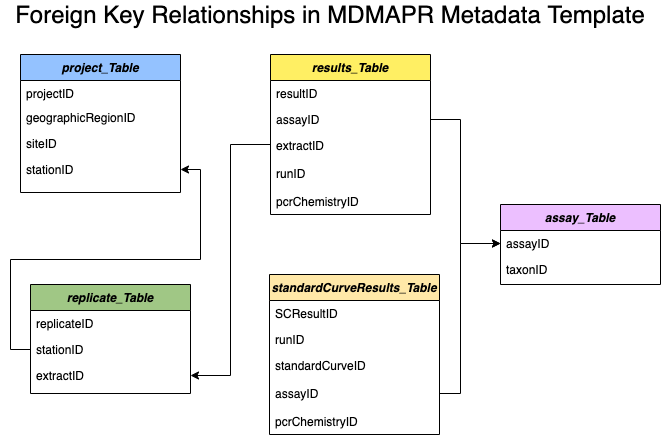 Foreign Key Relationships in MDMAPR Metadata Template
project_Table
projectID
geographicRegionID
siteID
stationID
results_Table
resultID
assayID
extractID
runID
pcrChemistryID
assay_Table
assayID
taxonID
replicate_Table
replicateID
stationID
extractID
standardCurveResults_Table
SCResultID
runID
standardCurveID
assayID
pcrChemistryID